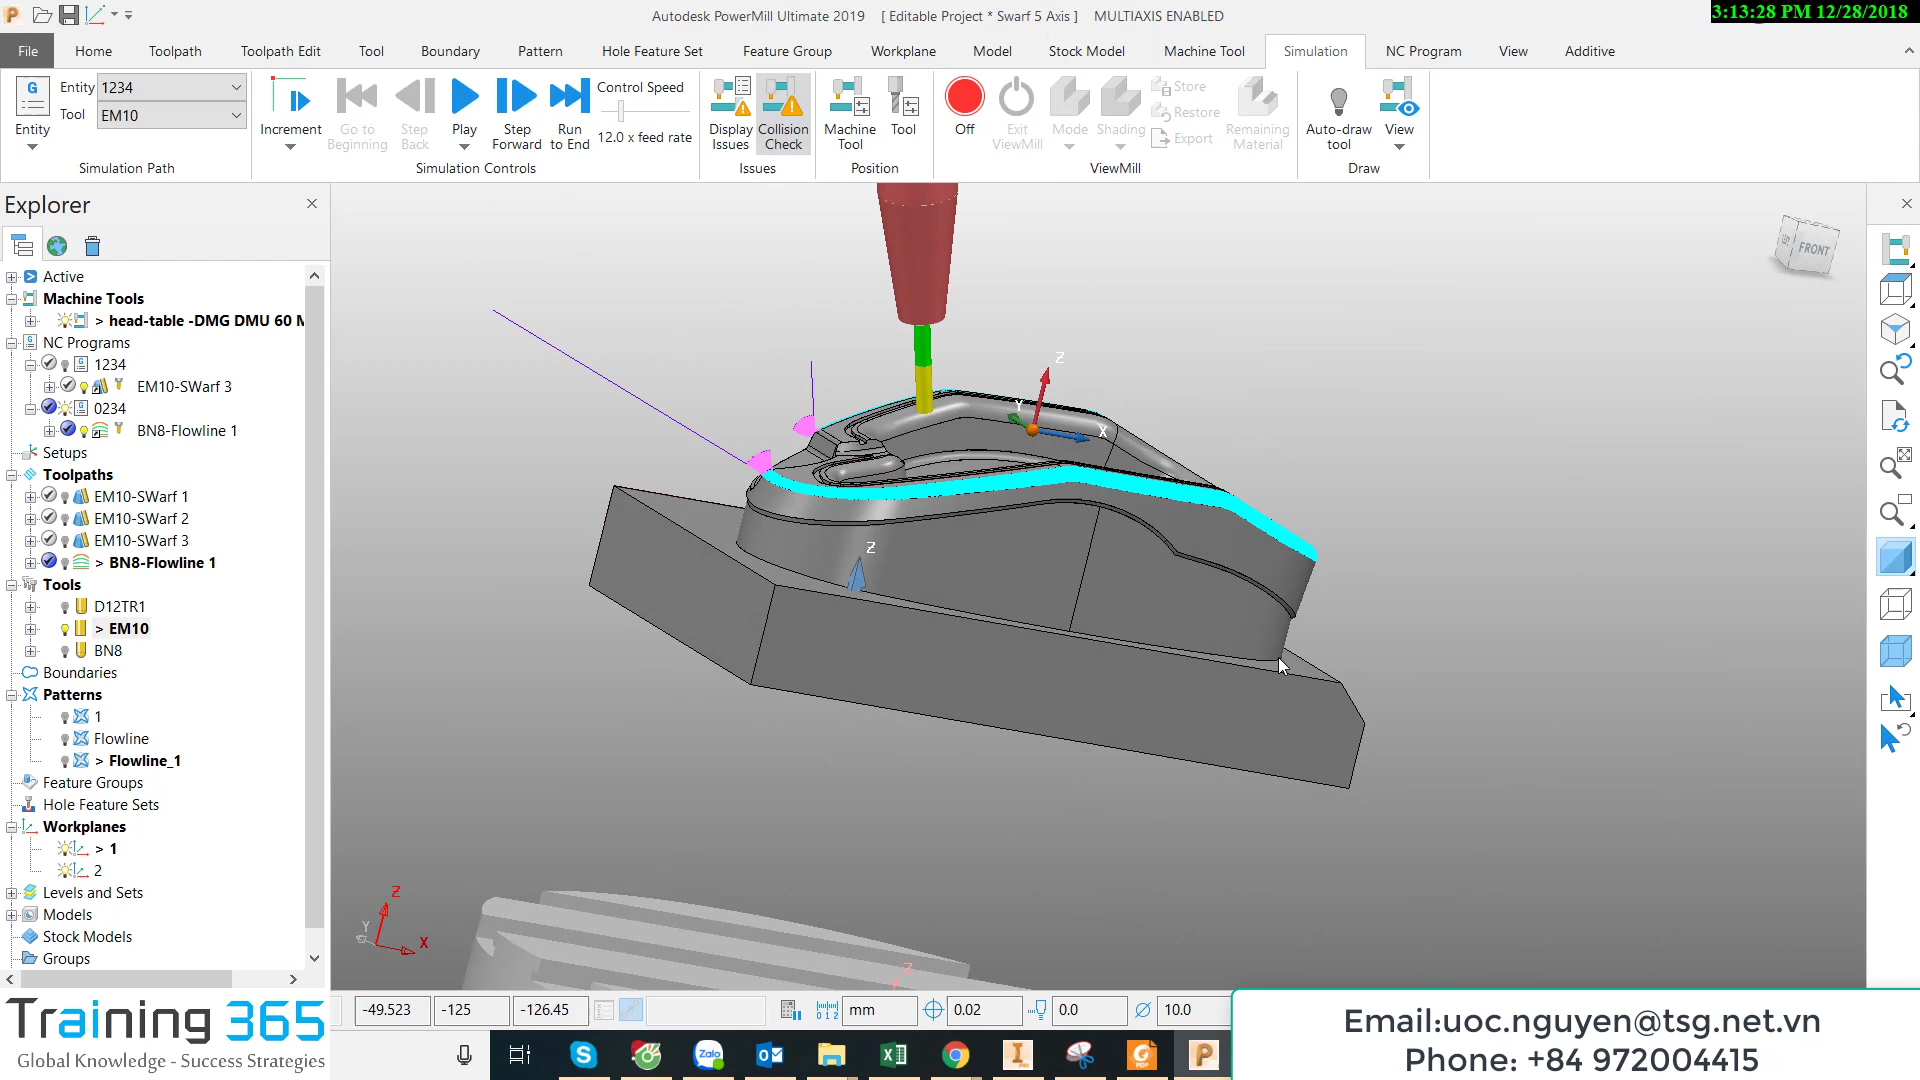 Autodesk PowerMill Ultimate 2019 [ Editable Project * Swarf 5 Axis ] MULTIAXIS ENABLED
3:13:28 PM 12/28/2018
File Home Toolpath Toolpath Edit Tool Boundary Pattern Hole Feature Set Feature Group Workplane Model Stock Model Machine Tool Simulation NC Program View Additive
Entity 1234
Tool EM10
Entity
Simulation Path
Increment
Go to Beginning
Step Back
Play
Step Forward
Run to End
Control Speed
12.0 x feed rate
Simulation Controls
Display Issues
Collision Check
Issues
Machine Tool
Tool
Position
Off
Exit ViewMill
Mode
Shading
Store
Restore
Export
Remaining Material
ViewMill
Auto-draw tool
View
Draw
Explorer
Active
Machine Tools
> head-table -DMG DMU 60 M
NC Programs
1234
EM10-SWarf 3
0234
BN8-Flowline 1
Setups
Toolpaths
EM10-SWarf 1
EM10-SWarf 2
EM10-SWarf 3
> BN8-Flowline 1
Tools
D12TR1
> EM10
BN8
Boundaries
Patterns
1
Flowline
> Flowline_1
Feature Groups
Hole Feature Sets
Workplanes
> 1
2
Levels and Sets
Models
Stock Models
Groups
FRONT
Z
Y
X
Z
Z
Y
X
Z
-49.523 -125 -126.45 mm 0.02 0.0 10.0
Training 365
Global Knowledge - Success Strategies
Zalo
Email:uoc.nguyen@tsg.net.vn
Phone: +84 972004415